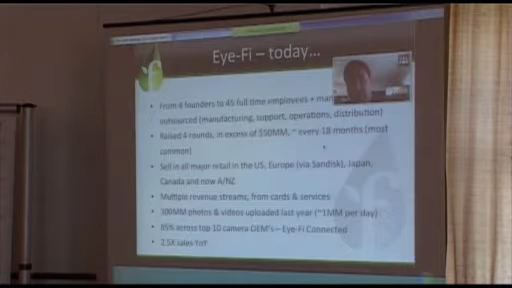 Eye-Fi – today…
From 4 founders to 45 full time employees +
outsourced (manufacturing, support, operations, distribution)
Raised 4 rounds, in excess of $50MM, ~ every 18 months (most
common)
Sell in all major retail in the US, Europe (via Sandisk), Japan,
Canada and now A/NZ
Multiple revenue streams, from cards & services
300MM photos & videos uploaded last year (~1MM per day)
85% across top 10 camera OEM's – Eye-Fi Connected
2.5X sales YoY